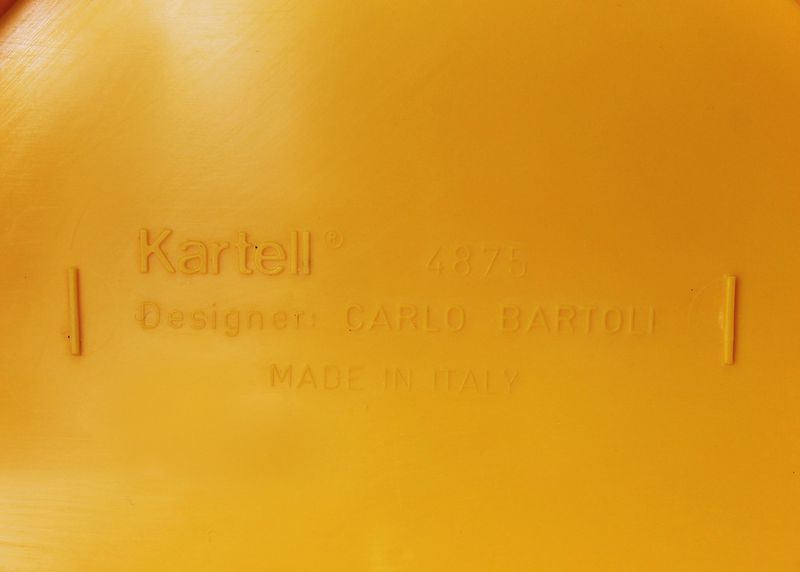 Kartell® 4875
Designer: CARLO BARTOLI
MADE IN ITALY